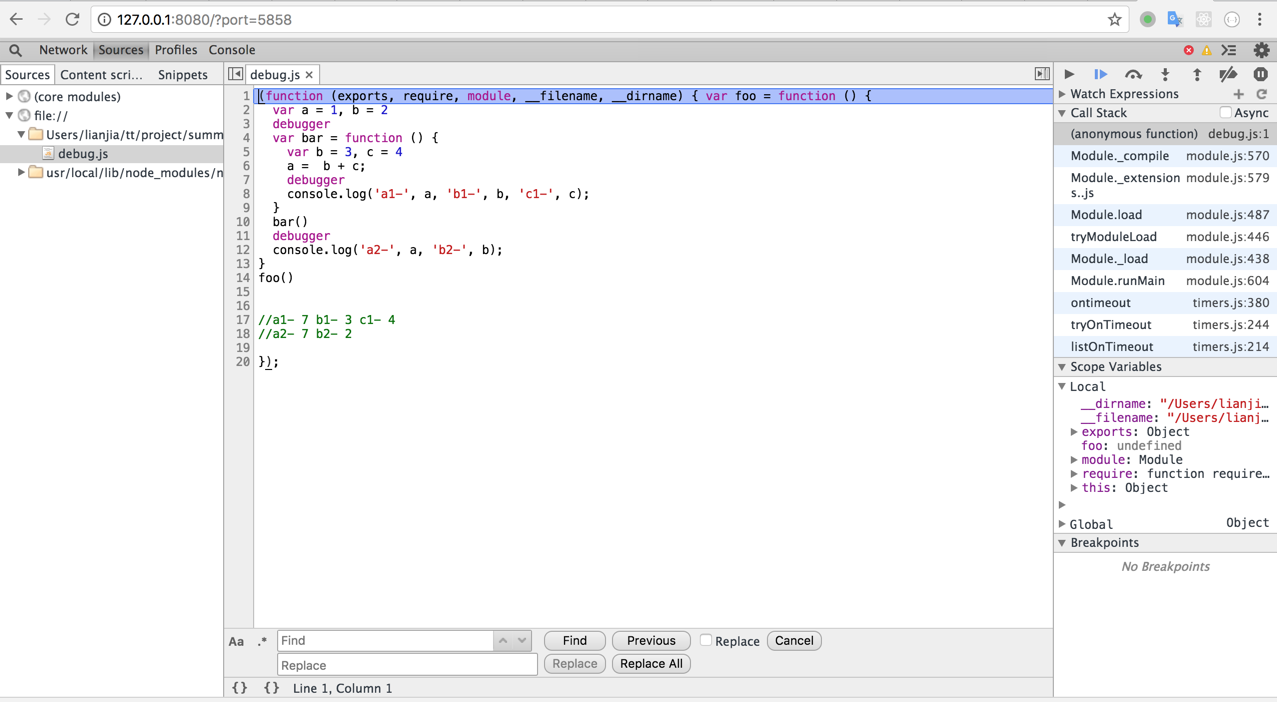 127.0.0.1:8080/?port=5858
Network Sources Profiles Console
Sources Content scri... Snippets
debug.js ×
(core modules)
file://
Users/lianjia/tt/project/summ
debug.js
usr/local/lib/node_modules/n
1 (function (exports, require, module, __filename, __dirname) { var foo = function () {
2 var a = 1, b = 2
3 debugger
4 var bar = function () {
5 var b = 3, c = 4
6 a =  b + c;
7 debugger
8 console.log('a1-', a, 'b1-', b, 'c1-', c);
9 }
10 bar()
11 debugger
12 console.log('a2-', a, 'b2-', b);
13 }
14 foo()
15
16
17 //a1- 7 b1- 3 c1- 4
18 //a2- 7 b2- 2
19
20 });
Watch Expressions
Call Stack Async
(anonymous function) debug.js:1
Module._compile module.js:570
Module._extension module.js:579
s..js
Module.load module.js:487
tryModuleLoad module.js:446
Module._load module.js:438
Module.runMain module.js:604
ontimeout timers.js:380
tryOnTimeout timers.js:244
listOnTimeout timers.js:214
Scope Variables
Local
__dirname: "/Users/lianji...
__filename: "/Users/lianj...
exports: Object
foo: undefined
module: Module
require: function require...
this: Object
Global Object
Breakpoints
No Breakpoints
Aa .* Find Find Previous Replace Cancel
Replace Replace Replace All
{} {} Line 1, Column 1